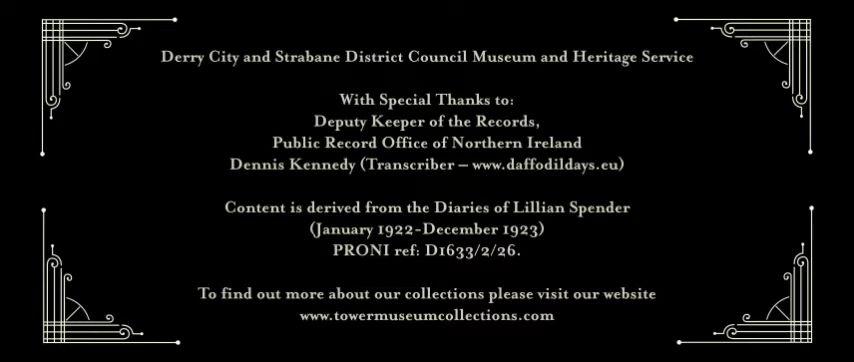 Derry City and Strabane District Council Museum and Heritage Service
With Special Thanks to:
Deputy Keeper of the Records,
Public Record Office of Northern Ireland
Dennis Kennedy (Transcriber – www.daffodildays.eu)
Content is derived from the Diaries of Lillian Spender
(January 1922-December 1923)
PRONI ref: D1633/2/26.
To find out more about our collections please visit our website
www.towermuseumcollections.com